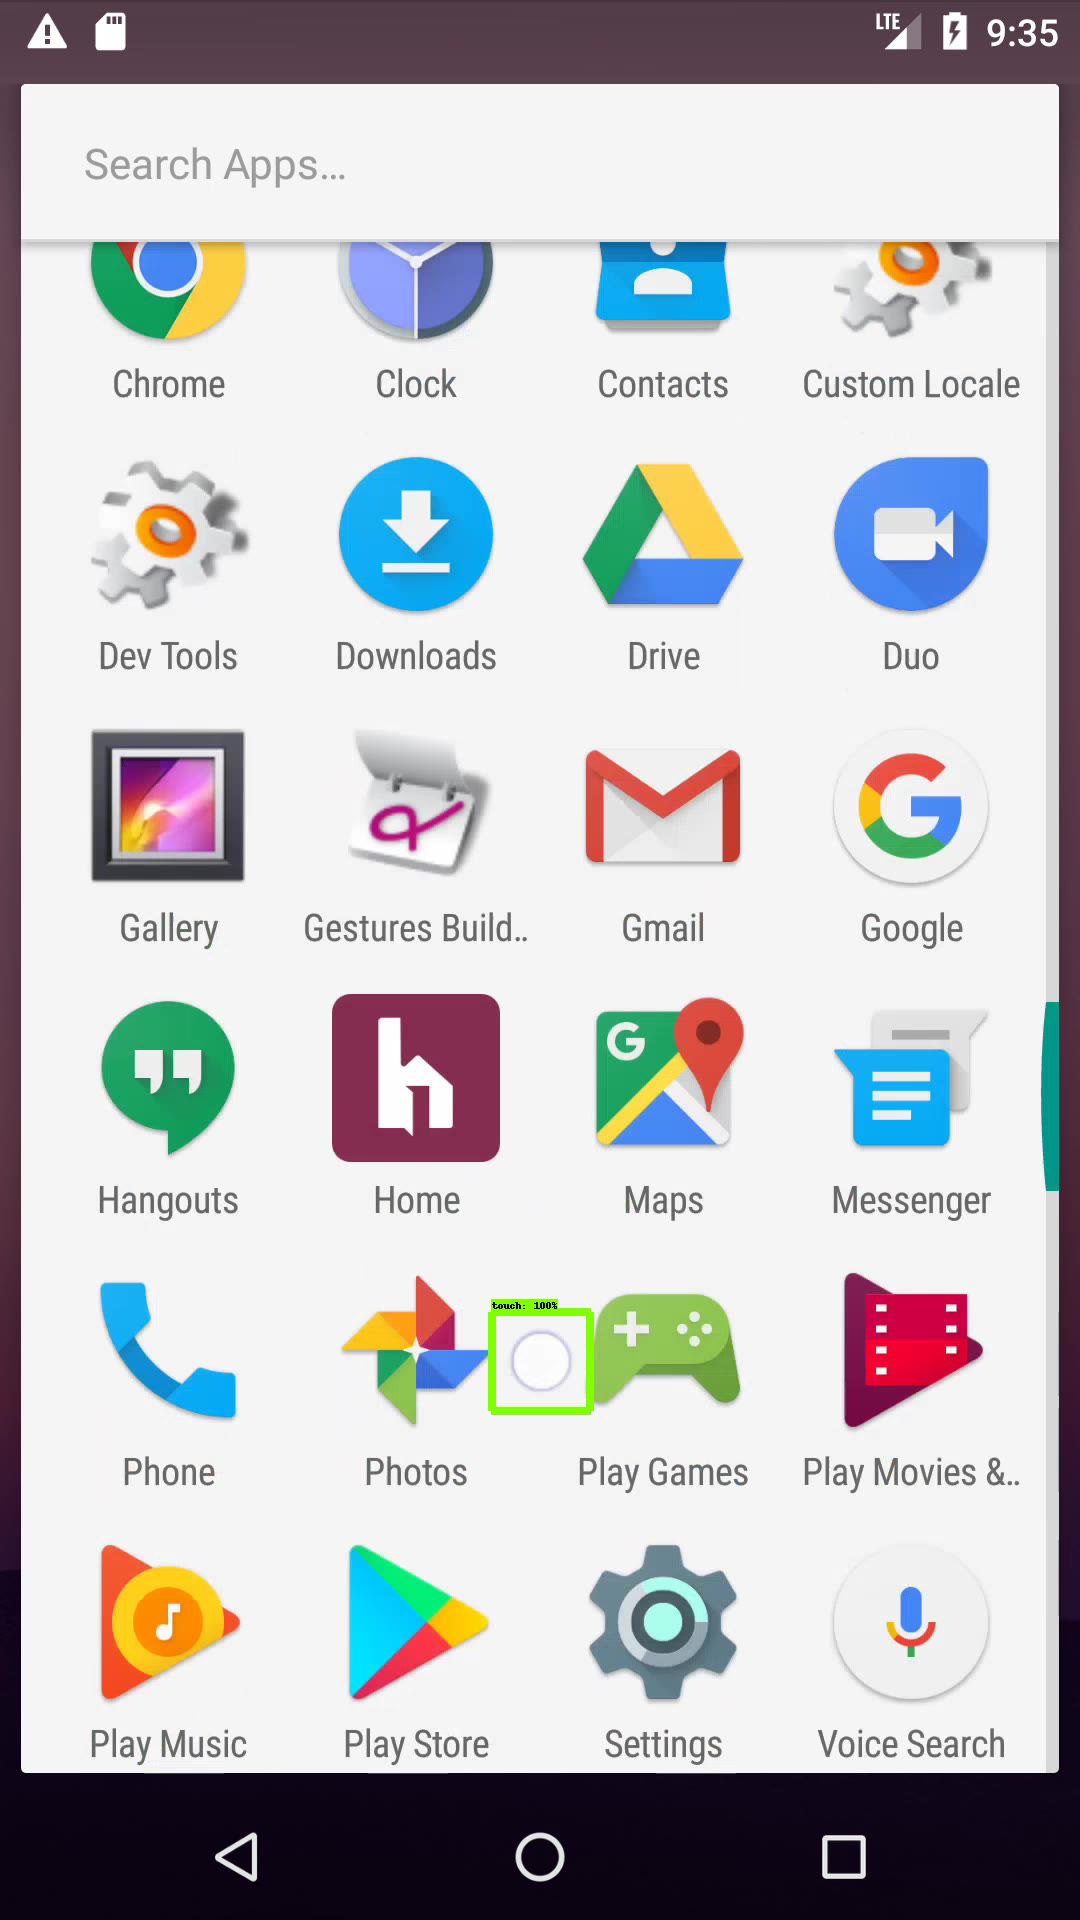 LTE 9:35
Search Apps...
Chrome Clock Contacts Custom Locale
Dev Tools Downloads Drive Duo
Gallery Gestures Build.. Gmail Google
Hangouts Home Maps Messenger
touch: 100%
Phone Photos Play Games Play Movies &..
Play Music Play Store Settings Voice Search